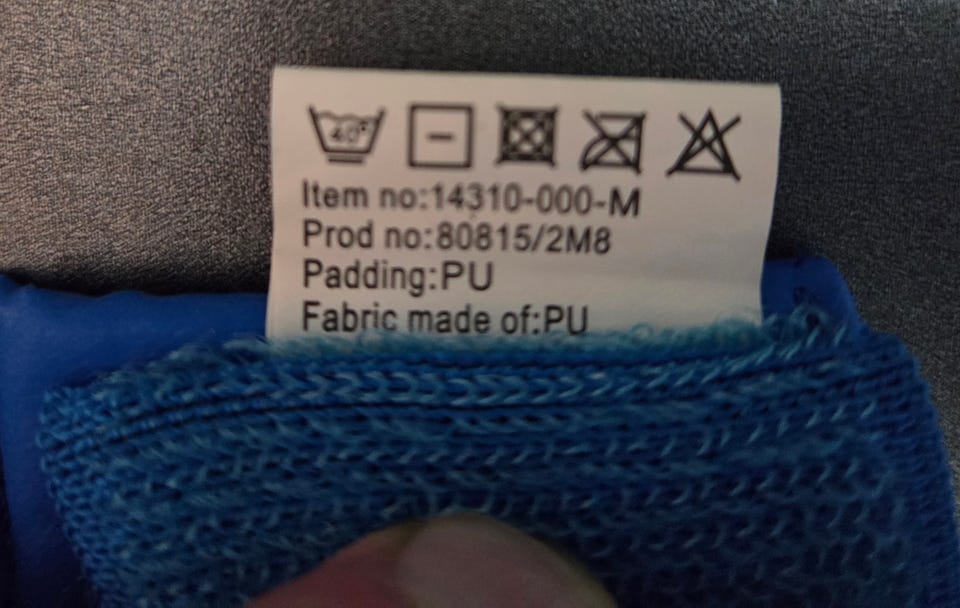 40°
Item no:14310-000-M
Prod no:80815/2M8
Padding:PU
Fabric made of:PU